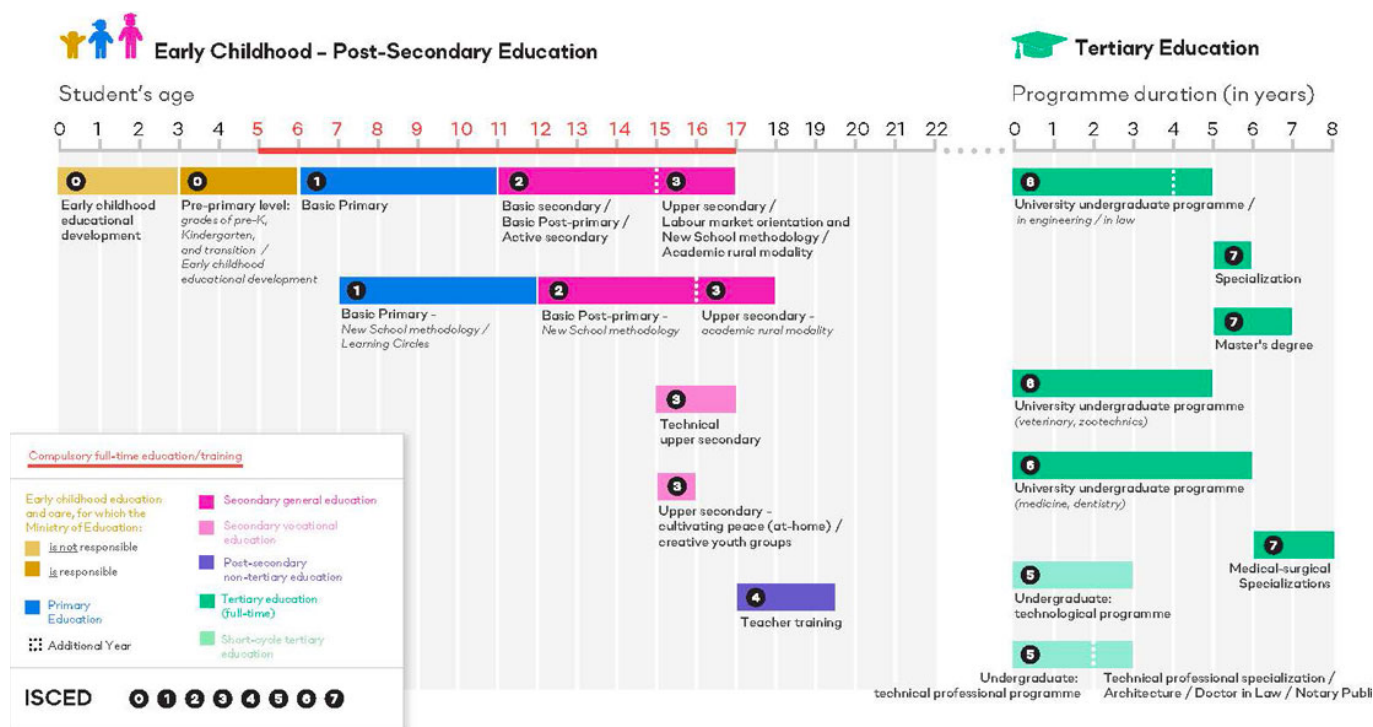 Early Childhood – Post-Secondary Education
Tertiary Education
Student's age
Programme duration (in years)
0 1 2 3 4 5 6 7 8 9 10 11 12 13 14 15 16 17 18 19 20 21 22
0 1 2 3 4 5 6 7 8
0
Early childhood
educational
development
0
Pre-primary level:
grades of pre-K,
Kindergarten,
and transition /
Early childhood
educational development
1
Basic Primary
2
Basic secondary /
Basic Post-primary /
Active secondary
3
Upper secondary /
Labour market orientation and
New School methodology /
Academic rural modality
1
Basic Primary -
New School methodology /
Learning Circles
2
Basic Post-primary -
New School methodology
3
Upper secondary -
academic rural modality
3
Technical
upper secondary
3
Upper secondary -
cultivating peace (at-home) /
creative youth groups
4
Teacher training
6
University undergraduate programme /
in engineering / in law
7
Specialization
7
Master's degree
6
University undergraduate programme
(veterinary, zootechnics)
6
University undergraduate programme
(medicine, dentistry)
7
Medical-surgical
Specializations
5
Undergraduate:
technological programme
5
Undergraduate:
technical professional programme
Technical professional specialization /
Architecture / Doctor in Law / Notary Publi
Compulsory full-time education/training
Early childhood education
and care, for which the
Ministry of Education:
is not responsible
is responsible
Primary
Education
Additional Year
Secondary general education
Secondary vocational
education
Post-secondary
non-tertiary education
Tertiary education
(full-time)
Short-cycle tertiary
education
ISCED 0 1 2 3 4 5 6 7